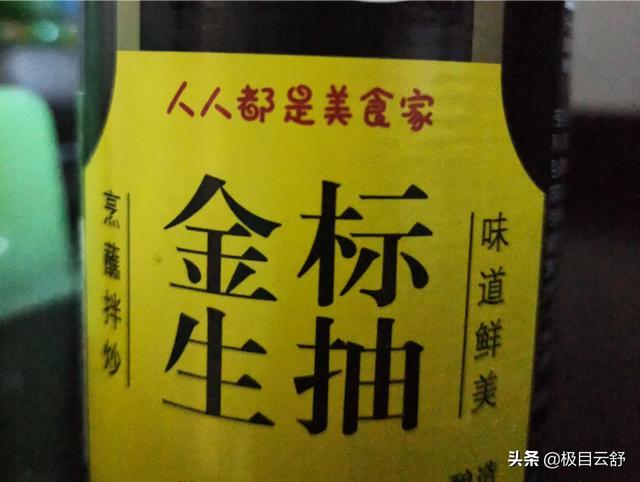 人人都是美食家
金标
生抽
烹蘸拌炒
味道鲜美
头条 @极目云舒